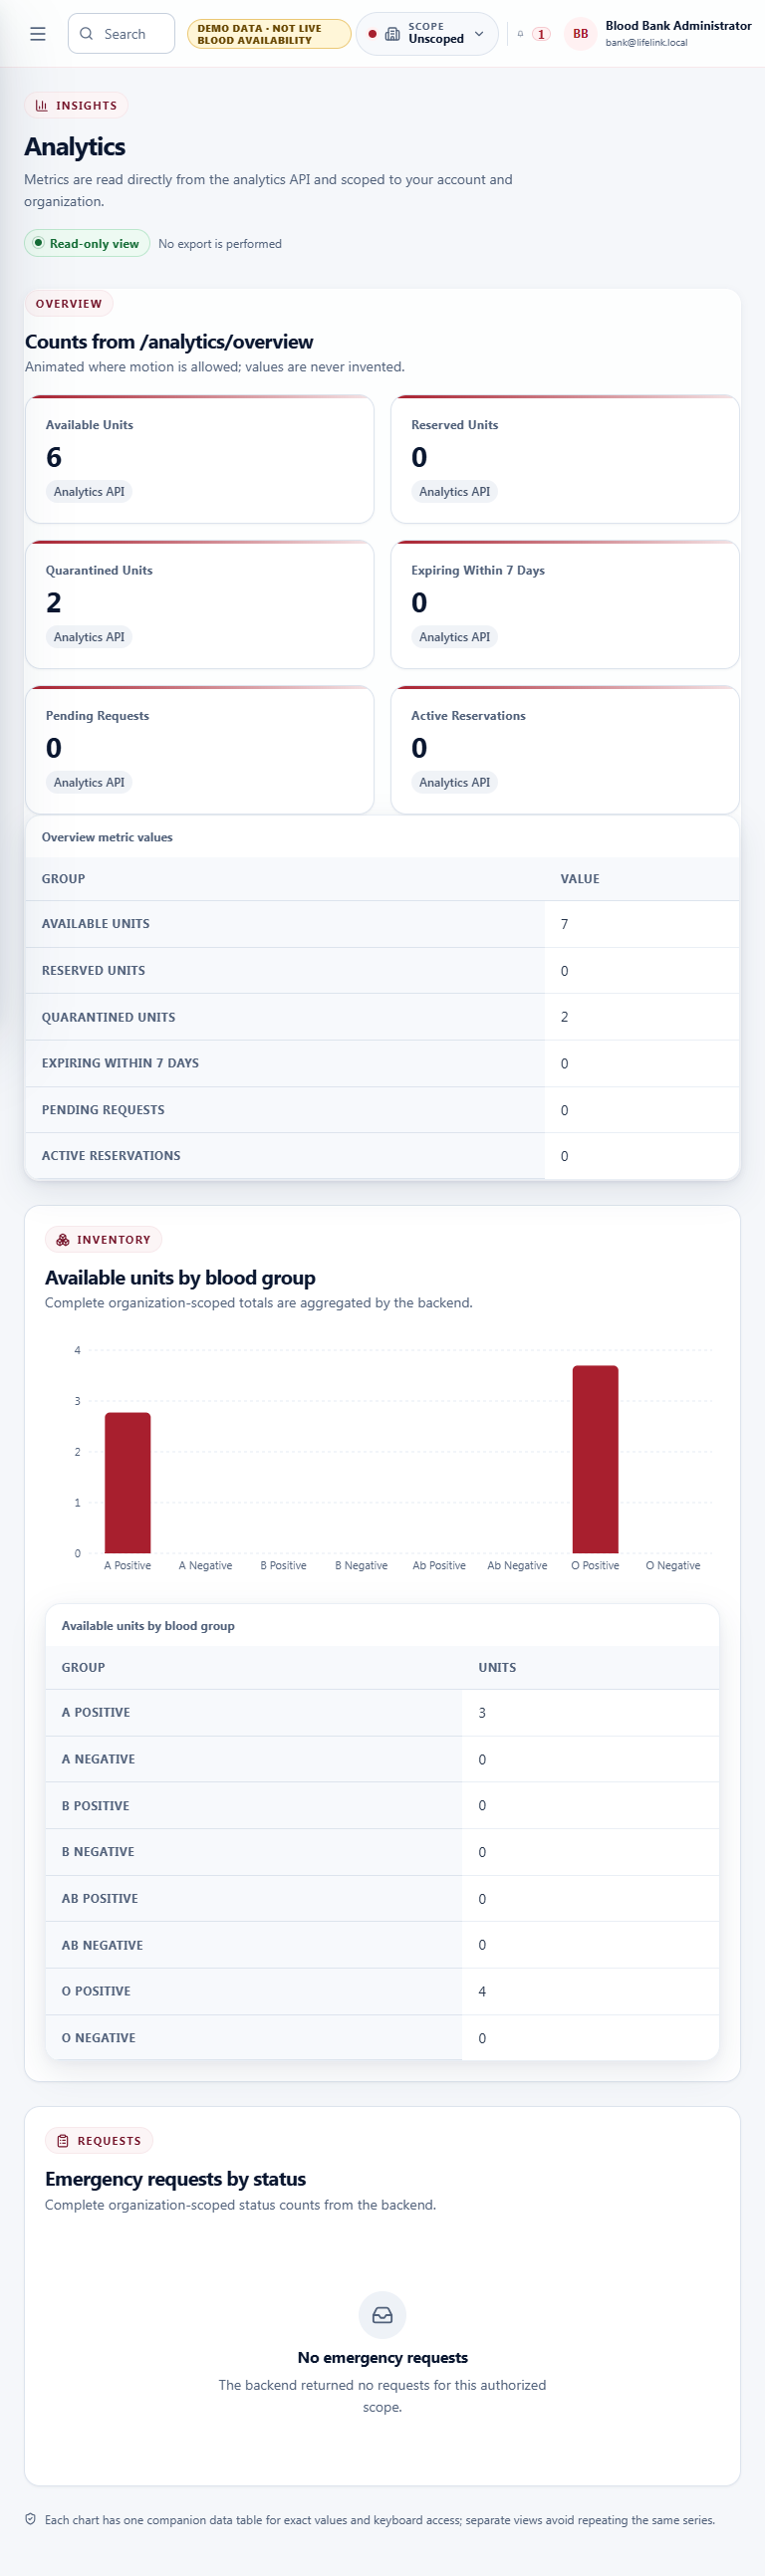 Search
DEMO DATA · NOT LIVE
BLOOD AVAILABILITY
SCOPE
Unscoped
1
BB
Blood Bank Administrator
bank@lifelink.local
INSIGHTS
Analytics
Metrics are read directly from the analytics API and scoped to your account and
organization.
Read-only view
No export is performed
OVERVIEW
Counts from /analytics/overview
Animated where motion is allowed; values are never invented.
Available Units
6
Analytics API
Reserved Units
0
Analytics API
Quarantined Units
2
Analytics API
Expiring Within 7 Days
0
Analytics API
Pending Requests
0
Analytics API
Active Reservations
0
Analytics API
Overview metric values
GROUP VALUE
AVAILABLE UNITS 7
RESERVED UNITS 0
QUARANTINED UNITS 2
EXPIRING WITHIN 7 DAYS 0
PENDING REQUESTS 0
ACTIVE RESERVATIONS 0
INVENTORY
Available units by blood group
Complete organization-scoped totals are aggregated by the backend.
4
3
2
1
0
A Positive A Negative B Positive B Negative Ab Positive Ab Negative O Positive O Negative
Available units by blood group
GROUP UNITS
A POSITIVE 3
A NEGATIVE 0
B POSITIVE 0
B NEGATIVE 0
AB POSITIVE 0
AB NEGATIVE 0
O POSITIVE 4
O NEGATIVE 0
REQUESTS
Emergency requests by status
Complete organization-scoped status counts from the backend.
No emergency requests
The backend returned no requests for this authorized
scope.
Each chart has one companion data table for exact values and keyboard access; separate views avoid repeating the same series.